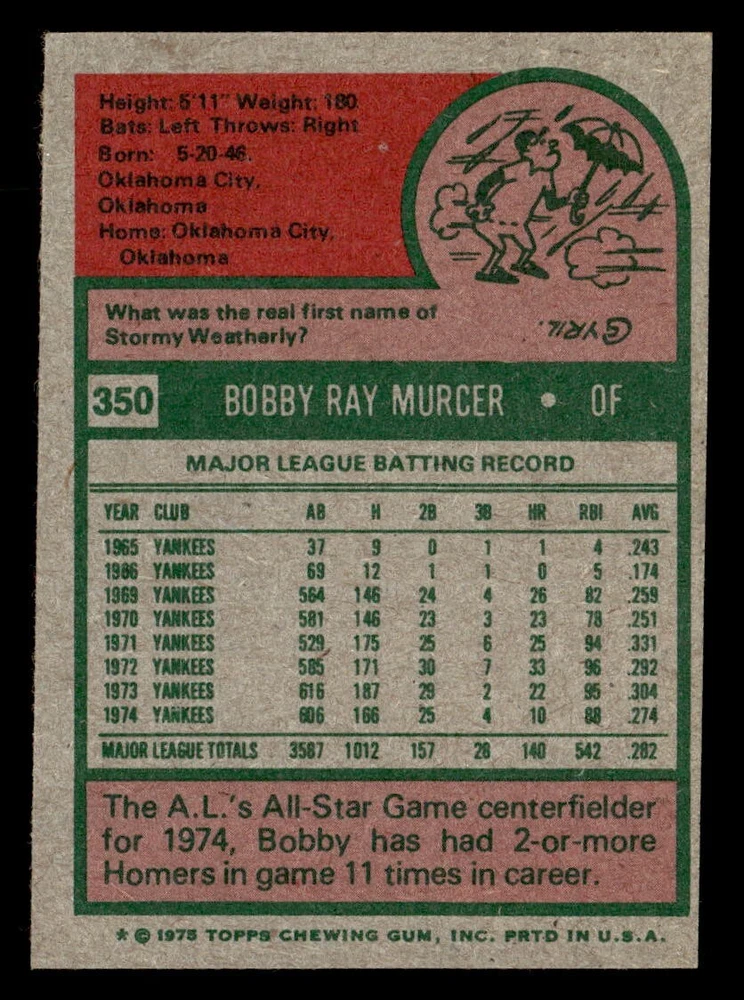 Height: 5'11" Weight: 180
Bats: Left Throws: Right
Born: 5-20-46.
Oklahoma City,
Oklahoma
Home: Oklahoma City,
Oklahoma
What was the real first name of
Stormy Weatherly?
CYRIL.
350 BOBBY RAY MURCER • OF
MAJOR LEAGUE BATTING RECORD
YEAR CLUB AB H 2B 3B HR RBI AVG
1965 YANKEES 37 9 0 1 1 4 .243
1966 YANKEES 69 12 1 1 0 5 .174
1969 YANKEES 564 146 24 4 26 82 .259
1970 YANKEES 581 146 23 3 23 78 .251
1971 YANKEES 529 175 25 6 25 94 .331
1972 YANKEES 585 171 30 7 33 96 .292
1973 YANKEES 616 187 29 2 22 95 .304
1974 YANKEES 606 166 25 4 10 88 .274
MAJOR LEAGUE TOTALS 3587 1012 157 28 140 542 .282
The A.L.'s All-Star Game centerfielder
for 1974, Bobby has had 2-or-more
Homers in game 11 times in career.
* © 1975 TOPPS CHEWING GUM, INC. PRTD IN U.S.A.